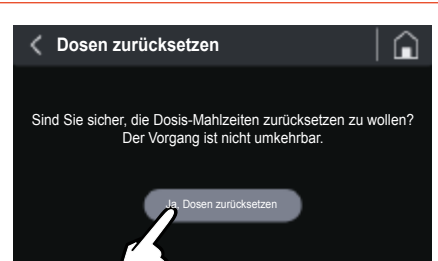 Dosen zurücksetzen
Sind Sie sicher, die Dosis-Mahlzeiten zurücksetzen zu wollen?
Der Vorgang ist nicht umkehrbar.
Ja, Dosen zurücksetzen